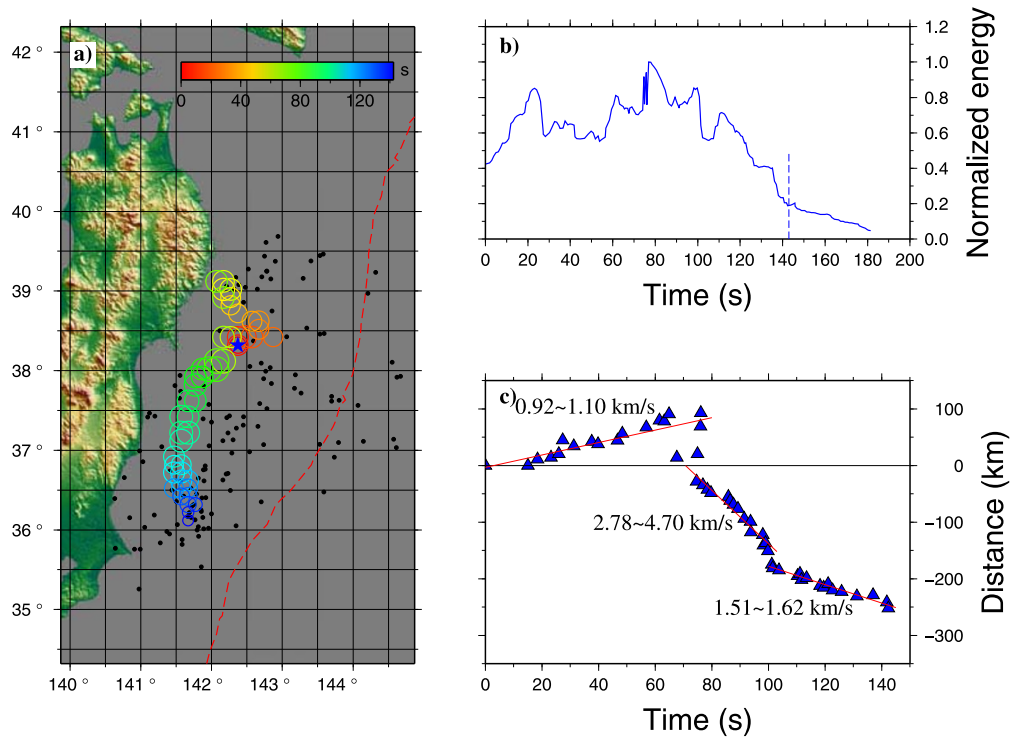 a)
s
0 40 80 120
42 °
41 °
40 °
39 °
38 °
37 °
36 °
35 °
140 ° 141 ° 142 ° 143 ° 144 °
b)
1.2
1.0
0.8
0.6
0.4
0.2
0.0
Normalized energy
0 20 40 60 80 100 120 140 160 180 200
Time (s)
c)
0.92~1.10 km/s
2.78~4.70 km/s
1.51~1.62 km/s
100
0
−100
−200
−300
Distance (km)
0 20 40 60 80 100 120 140
Time (s)